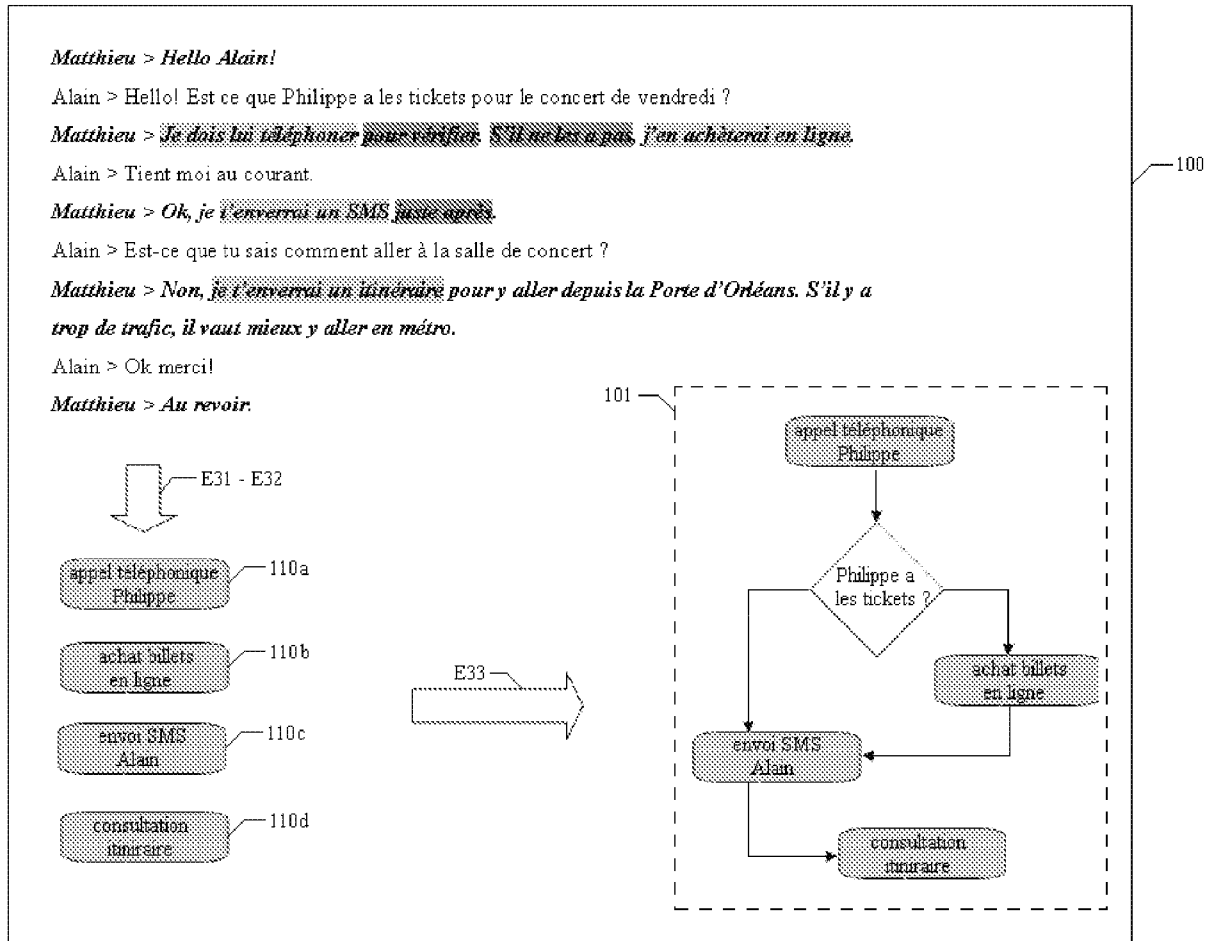 Matthieu > Hello Alain!
Alain > Hello! Est ce que Philippe a les tickets pour le concert de vendredi ?
Matthieu > Je dois lui téléphoner pour vérifier. S'il ne les a pas, j'en achèterai en ligne.
Alain > Tient moi au courant.
Matthieu > Ok, je t'enverrai un SMS juste après.
Alain > Est-ce que tu sais comment aller à la salle de concert ?
Matthieu > Non, je t'enverrai un itinéraire pour y aller depuis la Porte d'Orléans. S'il y a
trop de trafic, il vaut mieux y aller en métro.
Alain > Ok merci!
Matthieu > Au revoir.
100
E31 - E32
appel téléphonique
Philippe
110a
achat billets
en ligne
110b
envoi SMS
Alain
110c
consultation
itiniraire
110d
E33
101
appel téléphonique
Philippe
Philippe a
les tickets ?
achat billets
en ligne
envoi SMS
Alain
consultation
itiniraire